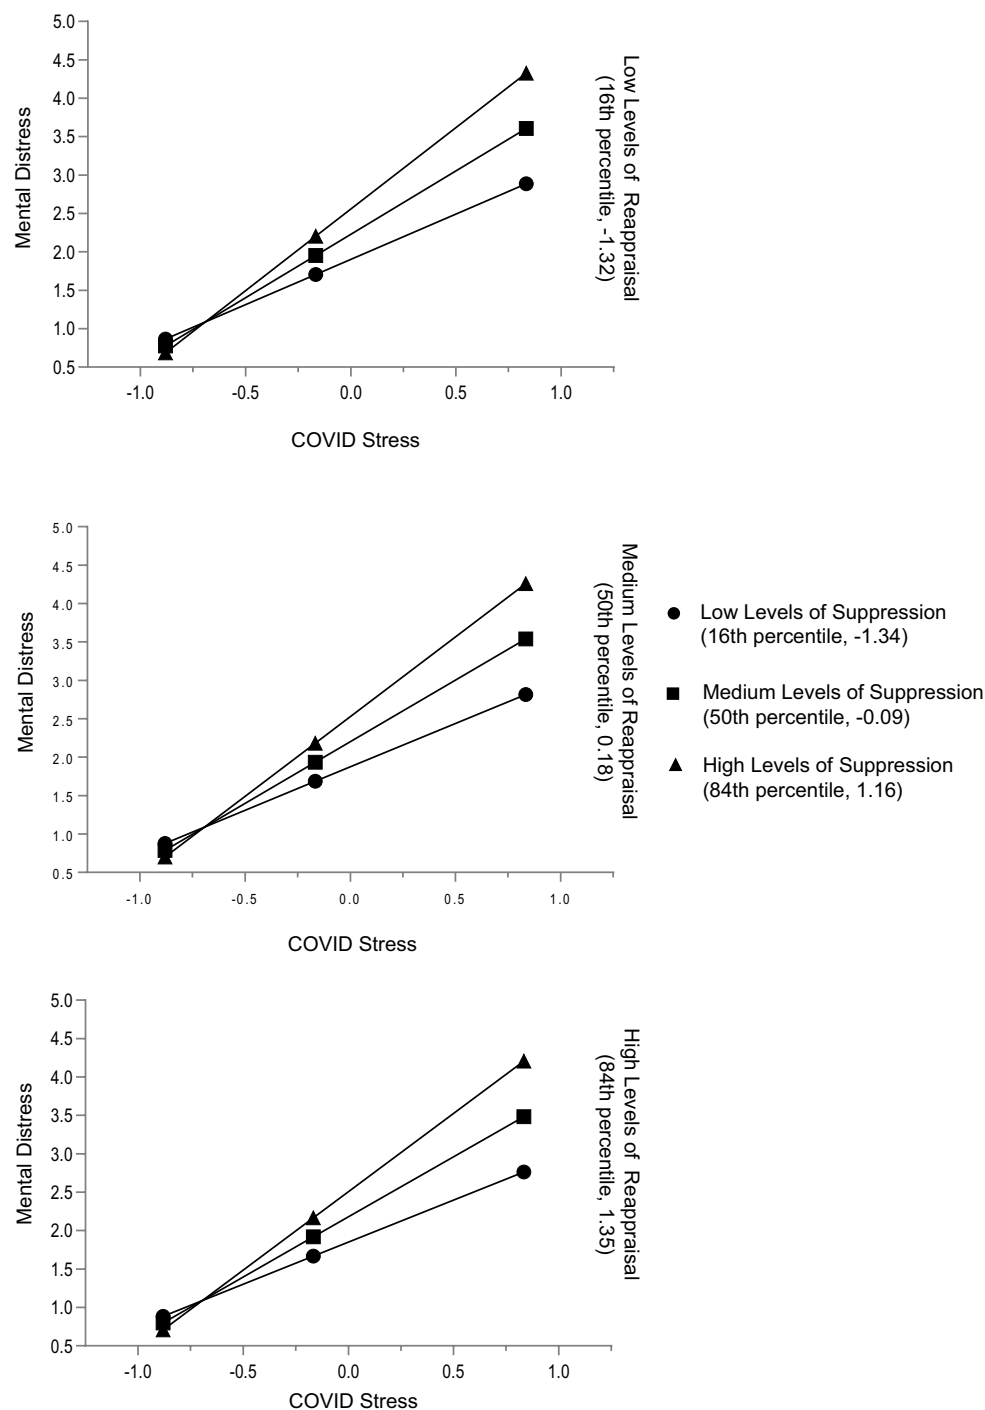 5.0
4.5
4.0
3.5
3.0
2.5
2.0
1.5
1.0
0.5
Mental Distress
-1.0 -0.5 0.0 0.5 1.0
COVID Stress
Low Levels of Reappraisal
(16th percentile, -1.32)
5.0
4.5
4.0
3.5
3.0
2.5
2.0
1.5
1.0
0.5
Mental Distress
-1.0 -0.5 0.0 0.5 1.0
COVID Stress
Medium Levels of Reappraisal
(50th percentile, 0.18)
Low Levels of Suppression
(16th percentile, -1.34)
Medium Levels of Suppression
(50th percentile, -0.09)
High Levels of Suppression
(84th percentile, 1.16)
5.0
4.5
4.0
3.5
3.0
2.5
2.0
1.5
1.0
0.5
Mental Distress
-1.0 -0.5 0.0 0.5 1.0
COVID Stress
High Levels of Reappraisal
(84th percentile, 1.35)